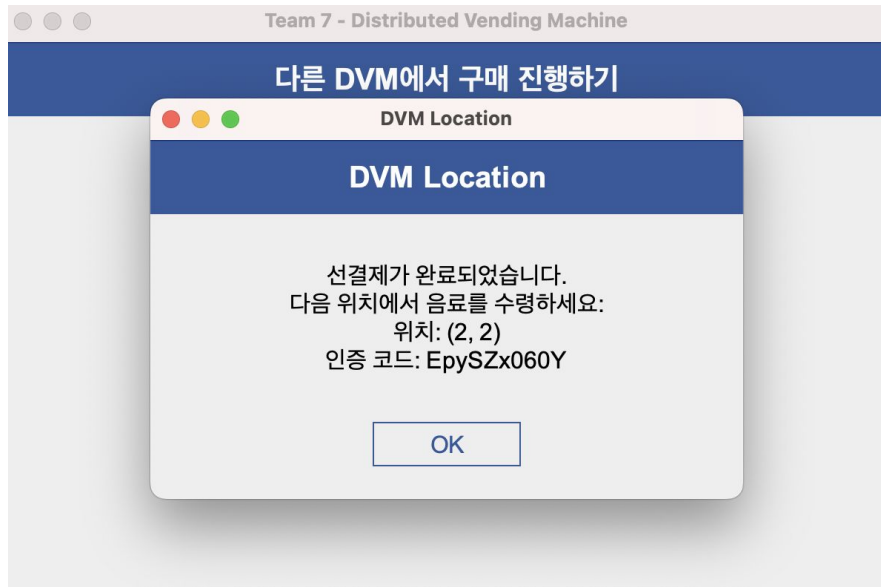 Team 7 - Distributed Vending Machine
다른 DVM에서 구매 진행하기
DVM Location
DVM Location
선결제가 완료되었습니다.
다음 위치에서 음료를 수령하세요:
위치: (2, 2)
인증 코드: EpySZx060Y
OK